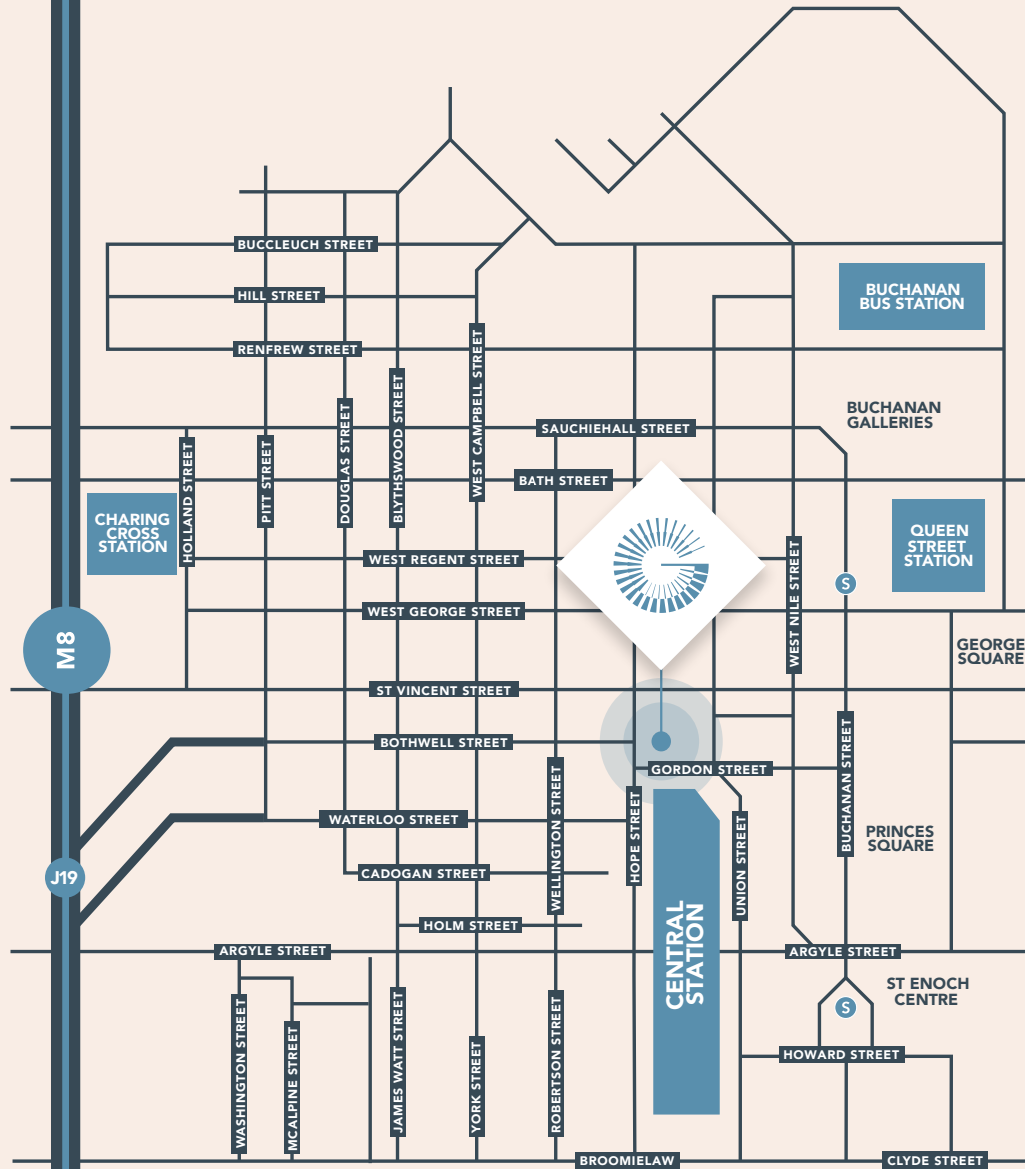 BUCCLEUCH STREET
BUCHANAN
BUS STATION
HILL STREET
RENFREW STREET
WEST CAMPBELL STREET
BLYTHSWOOD STREET
DOUGLAS STREET
BUCHANAN
GALLERIES
SAUCHIEHALL STREET
HOLLAND STREET
PITT STREET
BATH STREET
CHARING
CROSS
STATION
QUEEN
STREET
STATION
WEST REGENT STREET
WEST NILE STREET
S
WEST GEORGE STREET
M8
GEORGE
SQUARE
ST VINCENT STREET
BOTHWELL STREET
BUCHANAN STREET
GORDON STREET
WELLINGTON STREET
HOPE STREET
WATERLOO STREET
UNION STREET
PRINCES
SQUARE
J19
CADOGAN STREET
CENTRAL
STATION
HOLM STREET
ARGYLE STREET
ARGYLE STREET
ST ENOCH
CENTRE
WASHINGTON STREET
MCALPINE STREET
JAMES WATT STREET
YORK STREET
ROBERTSON STREET
S
HOWARD STREET
BROOMIELAW
CLYDE STREET